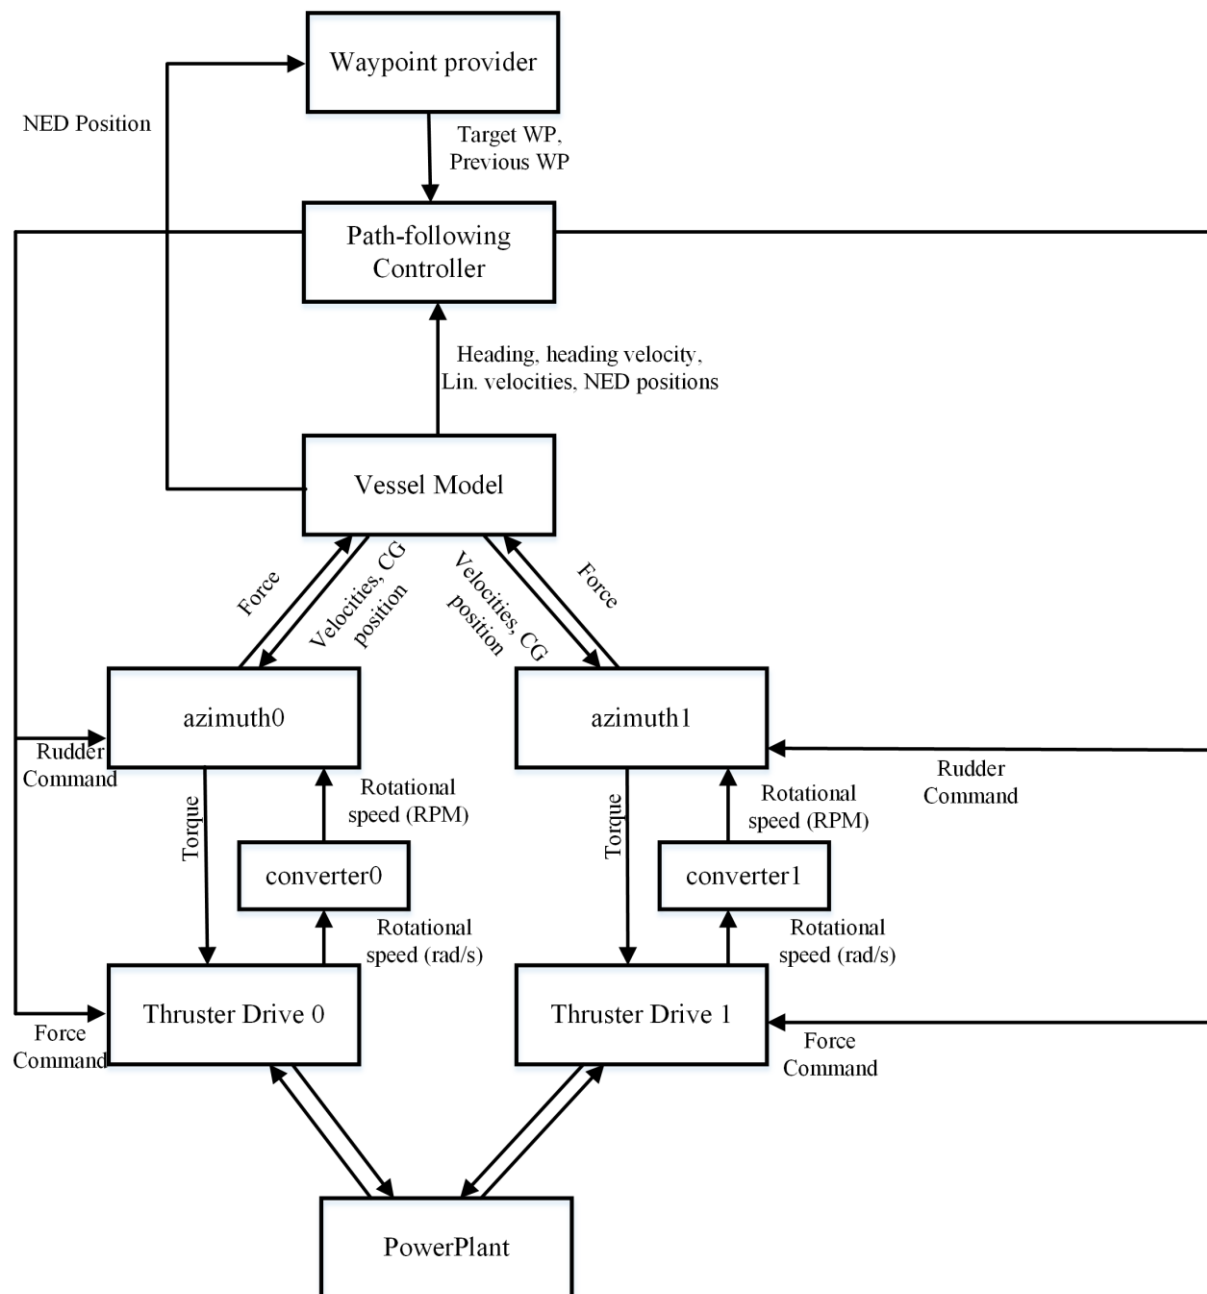 Waypoint provider
NED Position
Target WP,
Previous WP
Path-following
Controller
Heading, heading velocity,
Lin. velocities, NED positions
Vessel Model
Force
Velocities, CG
position
Velocities, CG
position
Force
azimuth0
azimuth1
Rudder
Command
Rudder
Command
Torque
Rotational
speed (RPM)
Torque
Rotational
speed (RPM)
converter0
converter1
Rotational
speed (rad/s)
Rotational
speed (rad/s)
Thruster Drive 0
Thruster Drive 1
Force
Command
Force
Command
PowerPlant